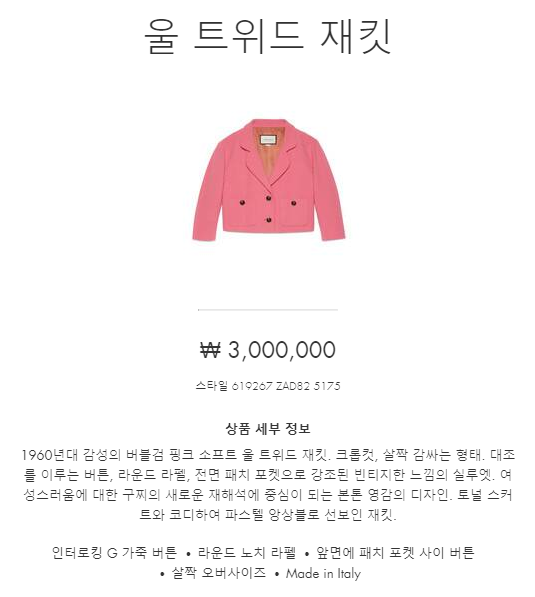 울 트위드 재킷
₩ 3,000,000
스타일 619267 ZAD82 5175
상품 세부 정보
1960년대 감성의 버블검 핑크 소프트 울 트위드 재킷. 크롭컷, 살짝 감싸는 형태. 대조
를 이루는 버튼, 라운드 라펠, 전면 패치 포켓으로 강조된 빈티지한 느낌의 실루엣. 여
성스러움에 대한 구찌의 새로운 재해석에 중심이 되는 본톤 영감의 디자인. 토널 스커
트와 코디하여 파스텔 앙상블로 선보인 재킷.
인터로킹 G 가죽 버튼 • 라운드 노치 라펠 • 앞면에 패치 포켓 사이 버튼
• 살짝 오버사이즈 • Made in Italy